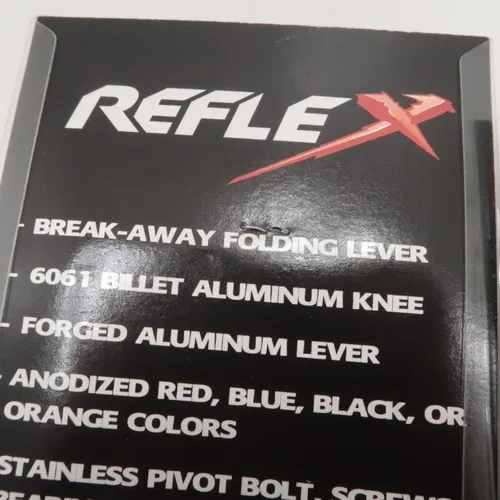 REFLEX
- BREAK-AWAY FOLDING LEVER
- 6061 BILLET ALUMINUM KNEE
- FORGED ALUMINUM LEVER
- ANODIZED RED, BLUE, BLACK, OR
ORANGE COLORS
STAINLESS PIVOT BOLT, SCREWS